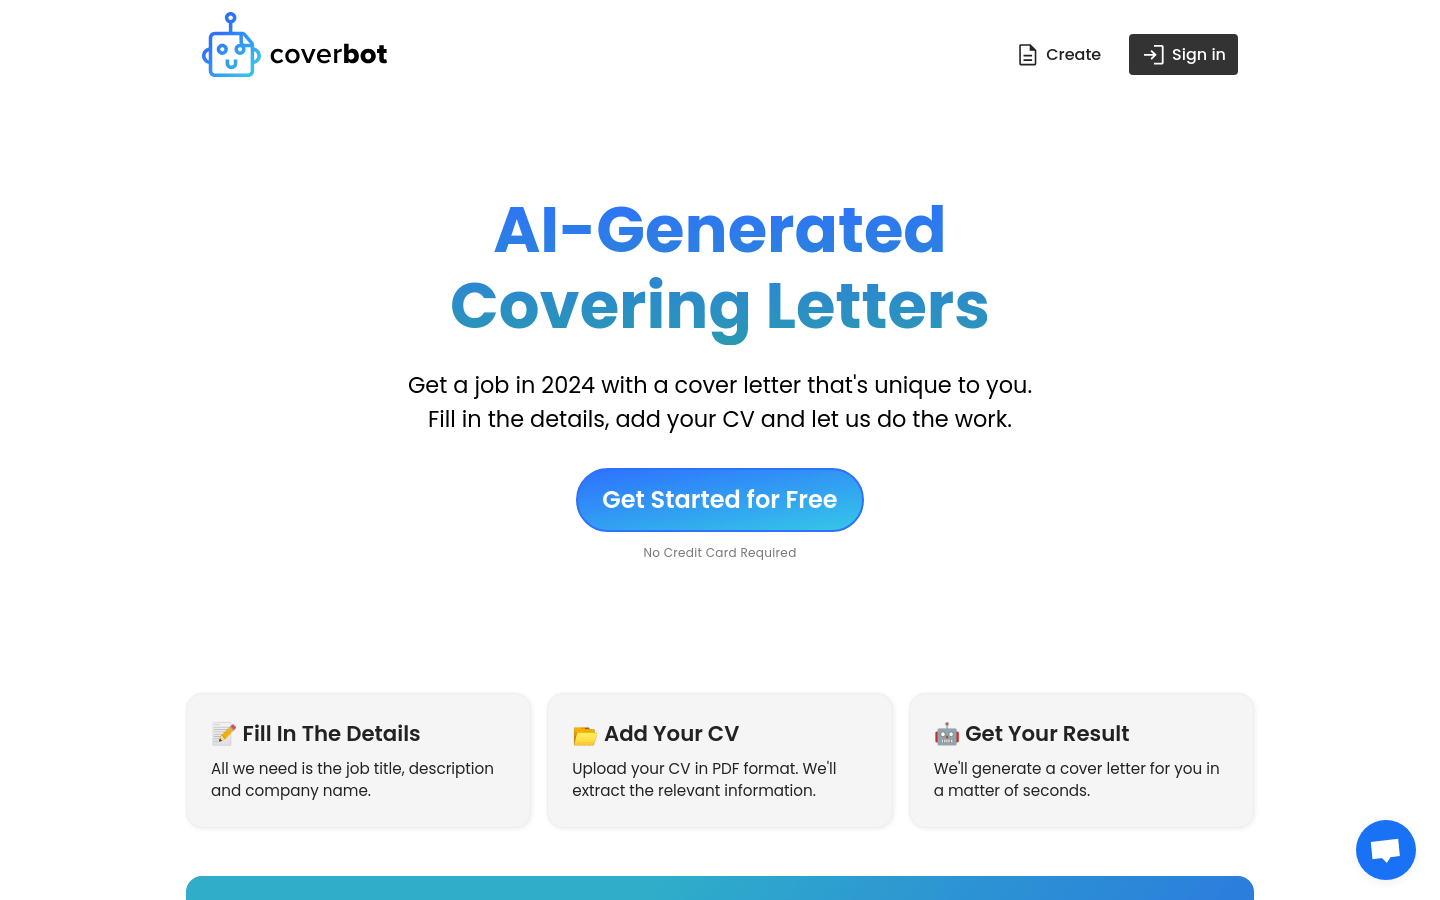 coverbot
Create
Sign in
AI-Generated
Covering Letters
Get a job in 2024 with a cover letter that's unique to you.
Fill in the details, add your CV and let us do the work.
Get Started for Free
No Credit Card Required
Fill In The Details
All we need is the job title, description
and company name.
Add Your CV
Upload your CV in PDF format. We'll
extract the relevant information.
Get Your Result
We'll generate a cover letter for you in
a matter of seconds.